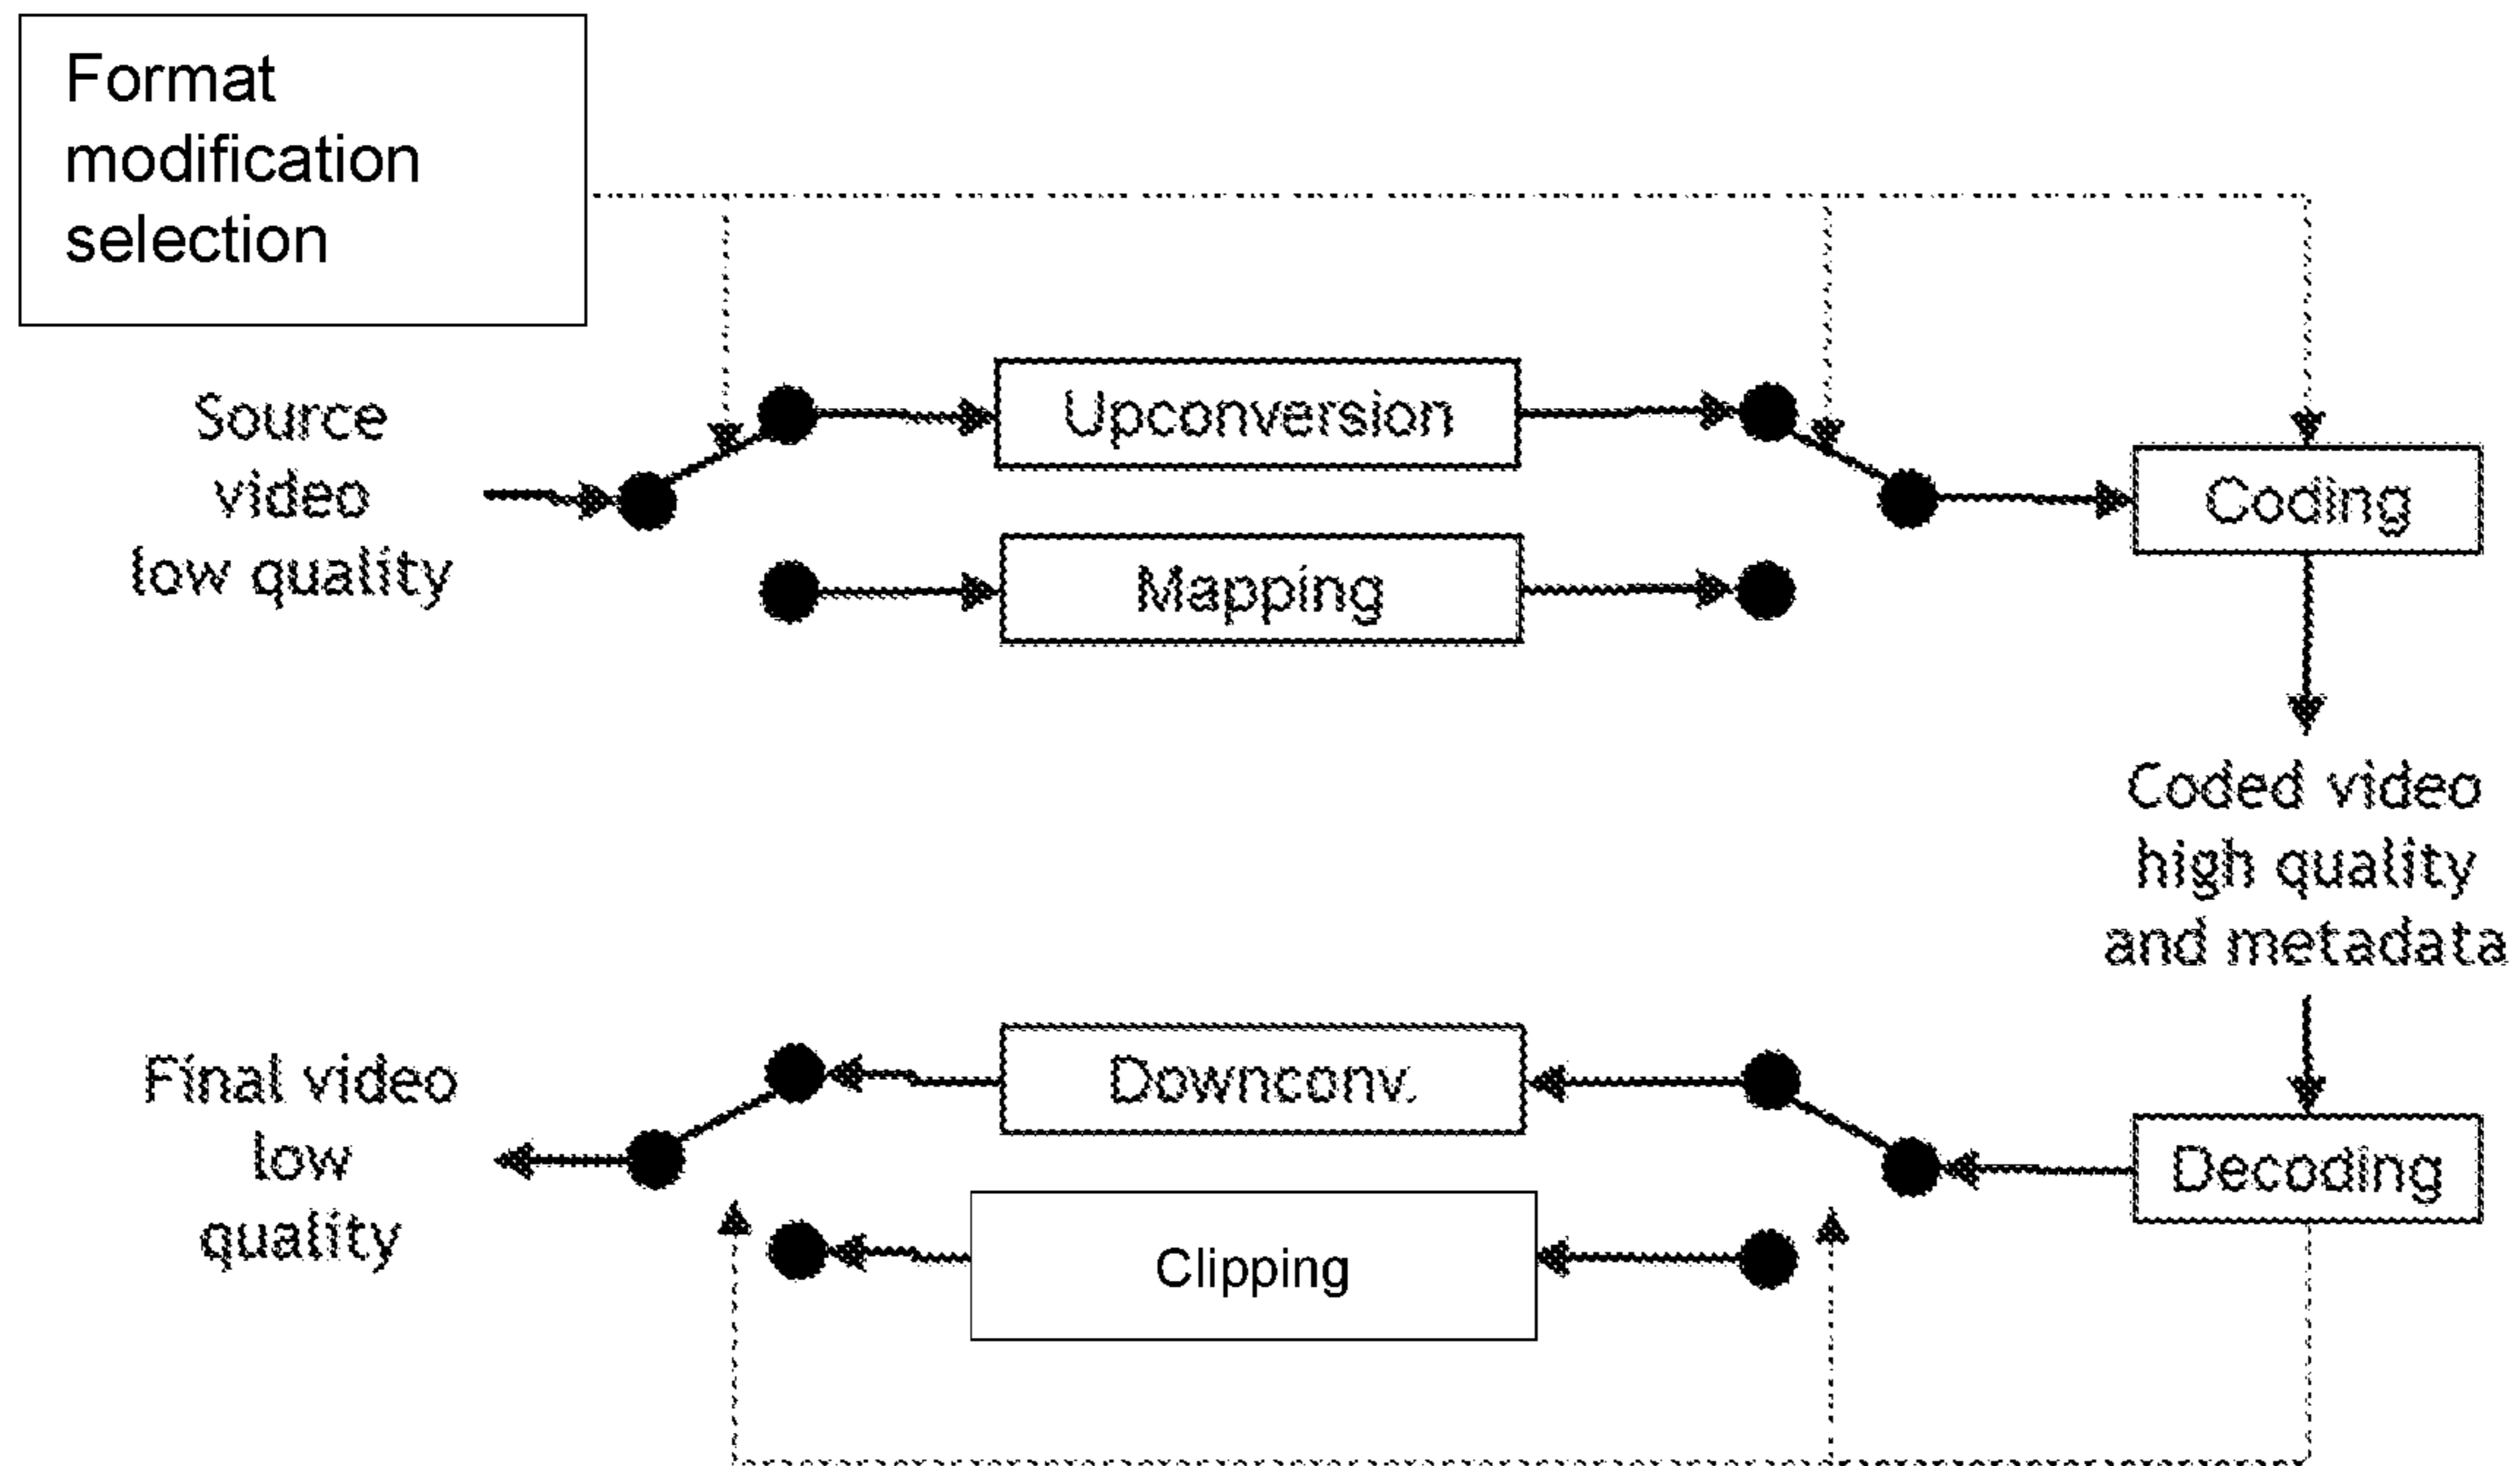 Format
modification
selection
Source
video
low quality
Upconversion
Mapping
Coding
Coded video
high quality
and metadata
Decoding
Downconv.
Clipping
Final video
low
quality